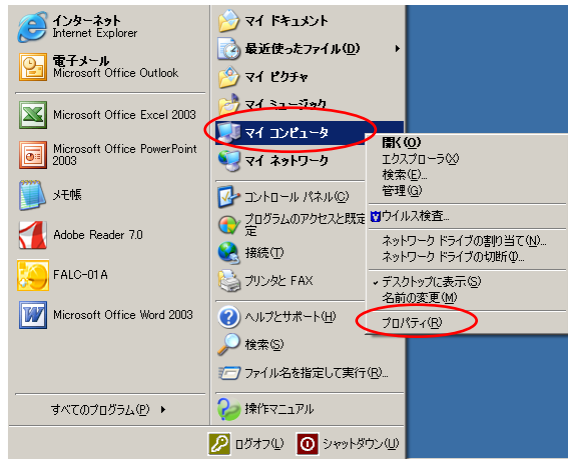 インターネット
Internet Explorer
電子メール
Microsoft Office Outlook
Microsoft Office Excel 2003
Microsoft Office PowerPoint
2003
メモ帳
Adobe Reader 7.0
FALC-01A
Microsoft Office Word 2003
すべてのプログラム(P)
マイ ドキュメント
最近使ったファイル(D)
マイ ピクチャ
マイ ミュージック
マイ コンピュータ
マイ ネットワーク
コントロール パネル(C)
プログラムのアクセスと既定
定
接続(T)
プリンタと FAX
ヘルプとサポート(H)
検索(S)
ファイル名を指定して実行(R)...
操作マニュアル
ログオフ(L)
シャットダウン(U)
開く(O)
エクスプローラ(X)
検索(E)...
管理(G)
ウイルス検査...
ネットワーク ドライブの割り当て(N)...
ネットワーク ドライブの切断(I)...
デスクトップに表示(S)
名前の変更(M)
プロパティ(R)